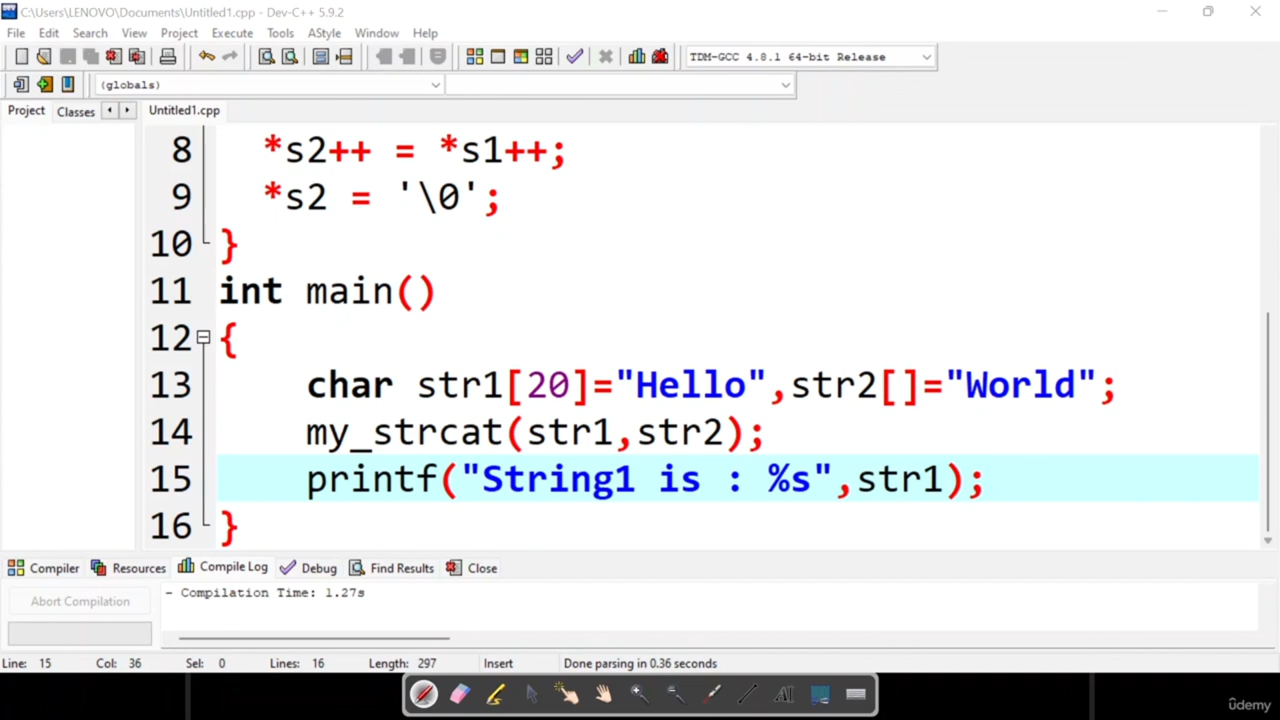 C:\Users\LENOVO\Documents\Untitled1.cpp - Dev-C++ 5.9.2
File Edit Search View Project Execute Tools AStyle Window Help
TDM-GCC 4.8.1 64-bit Release
(globals)
Project Classes Untitled1.cpp
8 *s2++ = *s1++;
9 *s2 = '\0';
10 }
11 int main()
12 {
13 char str1[20]="Hello",str2[]="World";
14 my_strcat(str1,str2);
15 printf("String1 is : %s",str1);
16 }
Compiler Resources Compile Log Debug Find Results Close
Abort Compilation
- Compilation Time: 1.27s
Line: 15 Col: 36 Sel: 0 Lines: 16 Length: 297 Insert Done parsing in 0.36 seconds
AI
ûdemy